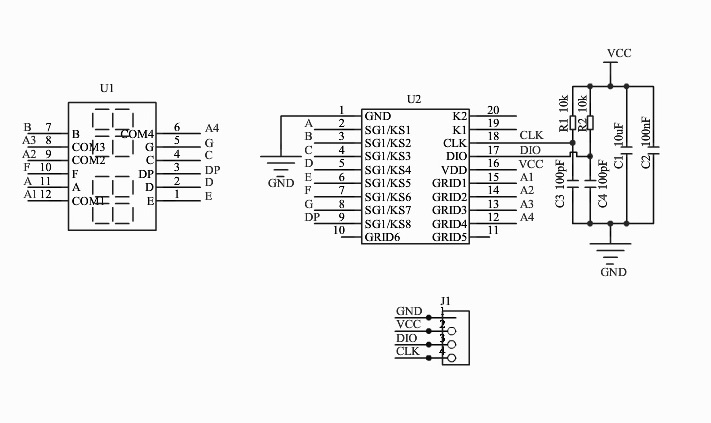 VCC
U1
U2
B 7 B COM4 6 A4
A3 8 COM3 G 5 G
A2 9 COM2 C 4 C
F 10 F DP 3 DP
A 11 A D 2 D
A1 12 COM1 E 1 E
1 GND K2 20
A 2 SG1/KS1 K1 19
B 3 SG1/KS2 CLK 18 CLK
C 4 SG1/KS3 DIO 17 DIO
D 5 SG1/KS4 VDD 16 VCC
E 6 SG1/KS5 GRID1 15 A1
F 7 SG1/KS6 GRID2 14 A2
G 8 SG1/KS7 GRID3 13 A3
DP 9 SG1/KS8 GRID4 12 A4
10 GRID6 GRID5 11
GND
R1 10k
R2 10k
C1 10uF
C2 100nF
C3 100pF
C4 100pF
GND
J1
GND 1
VCC 2
DIO 3
CLK 4